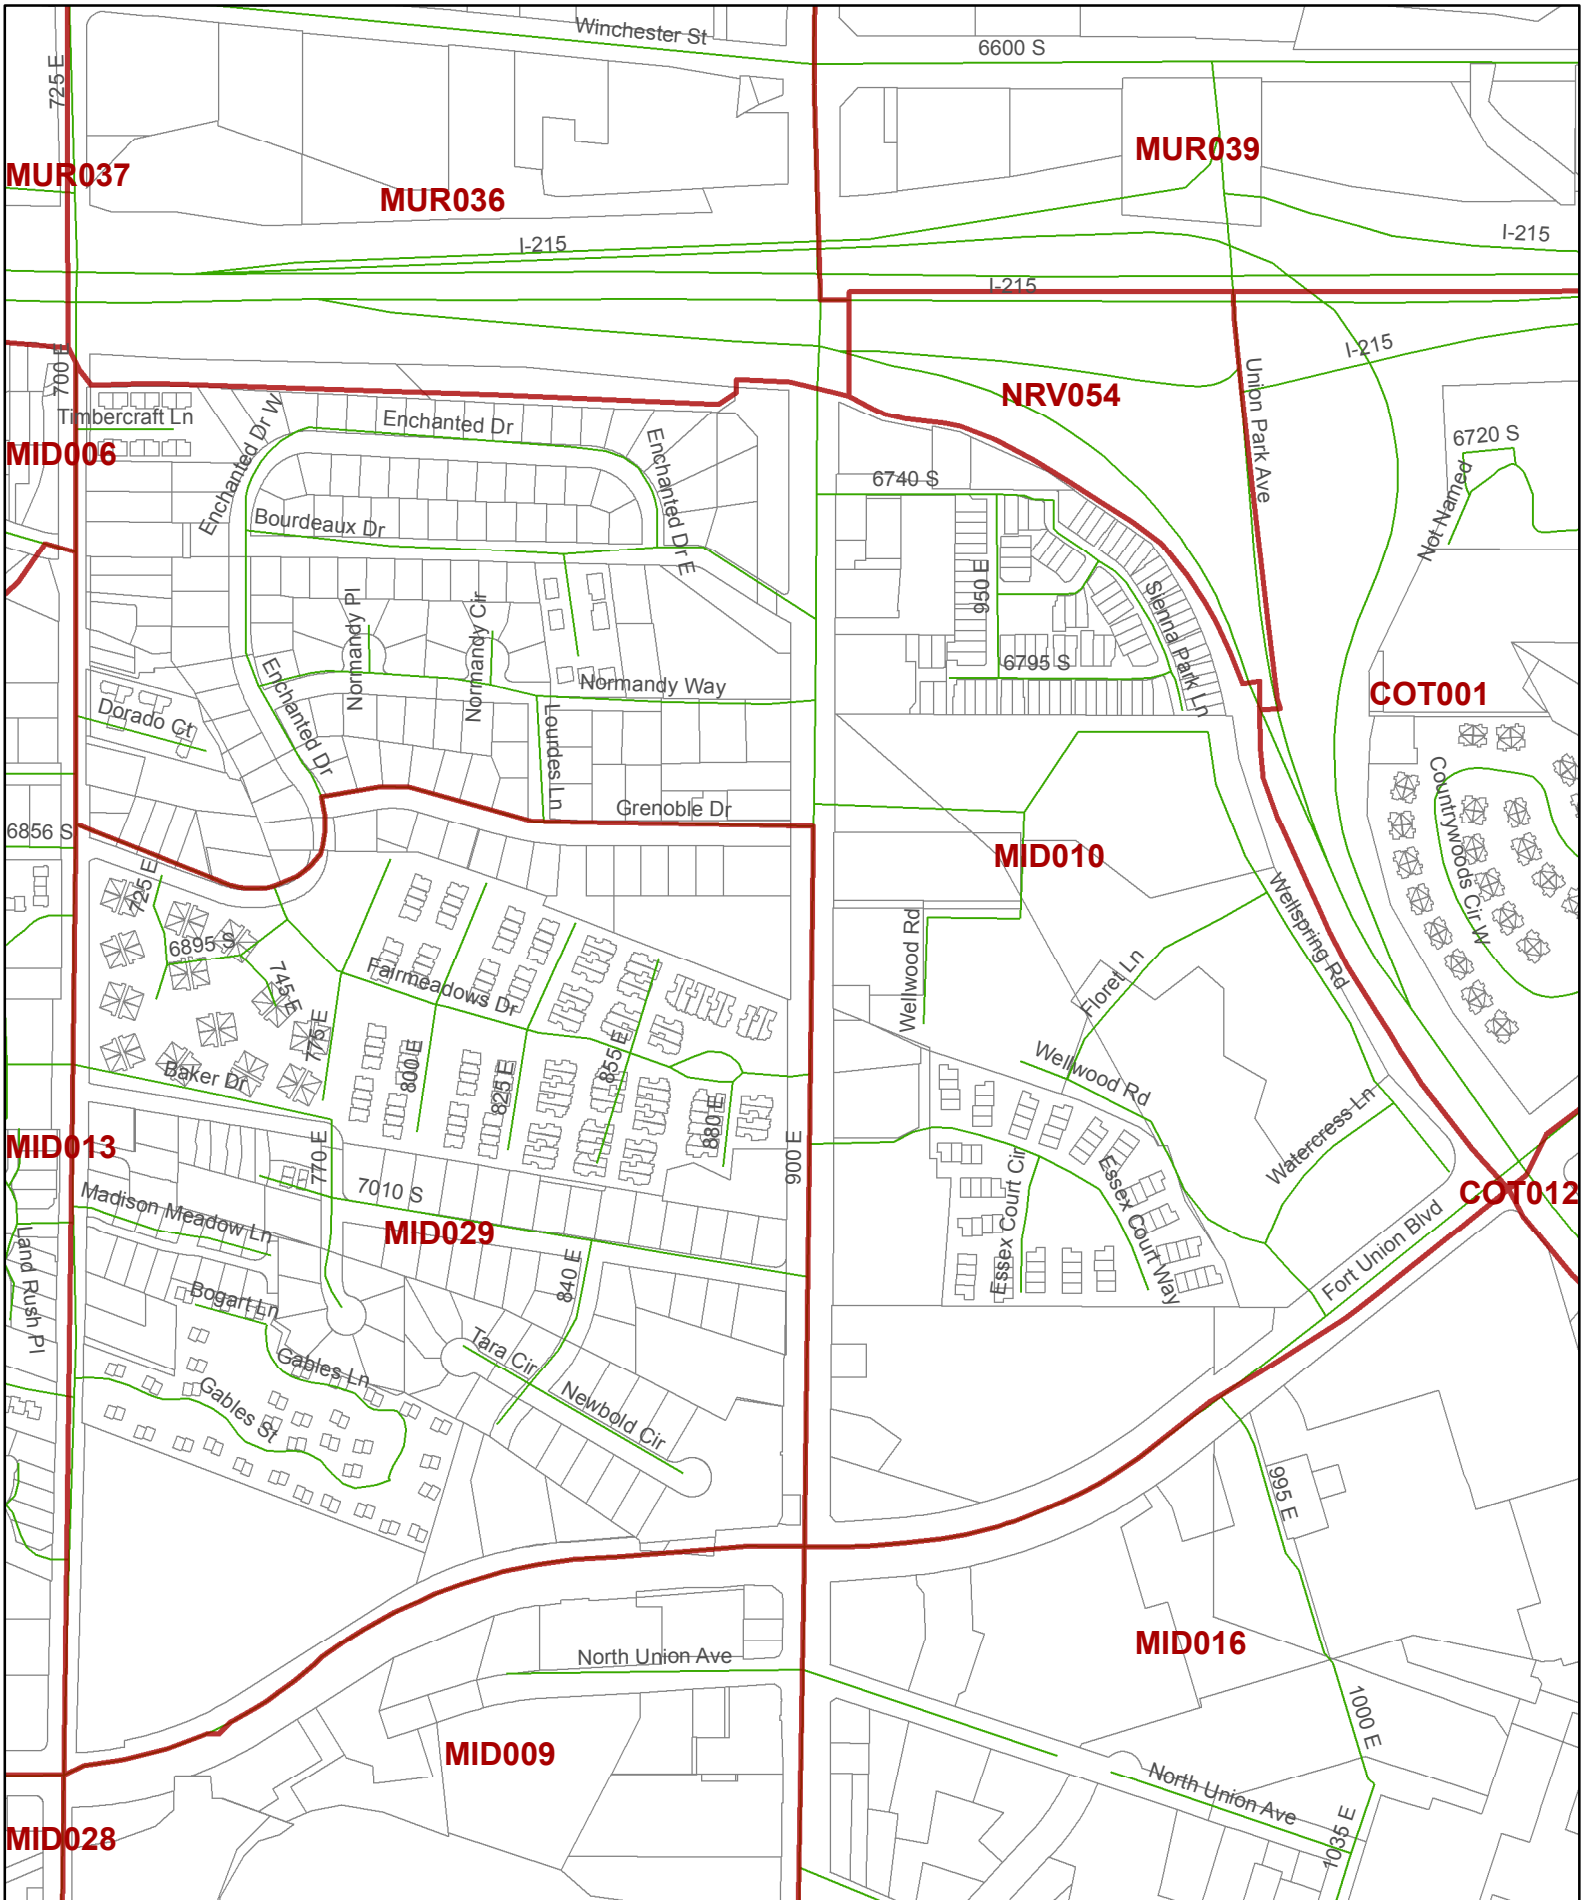 Winchester St
6600 S
725 E
MUR037
MUR036
MUR039
I-215
I-215
I-215
I-215
700 E
Timbercraft Ln
MID006
Enchanted Dr W
Enchanted Dr
Enchanted Dr E
NRV054
Union Park Ave
6720 S
Not Named
6740 S
Bourdeaux Dr
950 E
Sienna Park Ln
Normandy Pl
Normandy Cir
6795 S
Enchanted Dr
Normandy Way
COT001
Dorado Ct
Lourdes Ln
Countrywoods Cir W
Grenoble Dr
6856 S
MID010
725 E
6895 S
745 E
Wellwood Rd
Wellspring Rd
Floret Ln
Fairmeadows Dr
775 E
800 E
825 E
855 E
880 E
Baker Dr
Wellwood Rd
MID013
770 E
900 E
Watercress Ln
7010 S
Essex Court Cir
Essex Court Way
COT012
Madison Meadow Ln
MID029
Land Rush Pl
840 E
Fort Union Blvd
Bogart Ln
Tara Cir
Gables Ln
Gables St
Newbold Cir
995 E
MID016
North Union Ave
1000 E
MID009
North Union Ave
MID028
1035 E